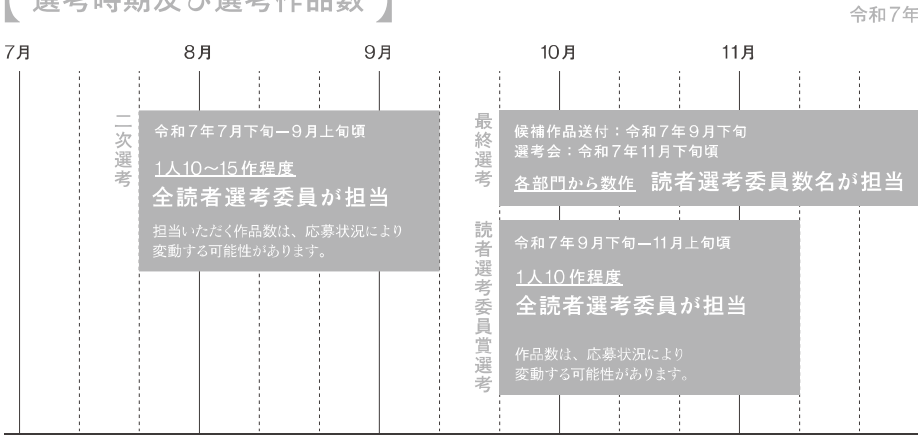 【選考時期及び選考作品数】
令和7年
7月
8月
9月
10月
11月
二次選考
令和7年7月下旬—9月上旬頃
1人10〜15作程度
全読者選考委員が担当
担当いただく作品数は、応募状況により
変動する可能性があります。
最終選考
候補作品送付：令和7年9月下旬
選考会：令和7年11月下旬頃
各部門から数作 読者選考委員数名が担当
読者選考委員賞選考
令和7年9月下旬—11月上旬頃
1人10作程度
全読者選考委員が担当
作品数は、応募状況により
変動する可能性があります。